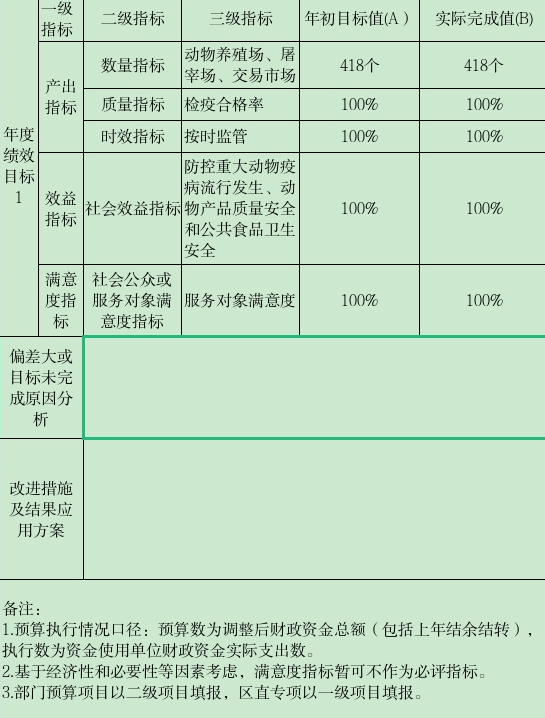 一级
指标
二级指标
三级指标
年初目标值(A）
实际完成值(B)
年度
绩效
目标
1
产出
指标
数量指标
动物养殖场、屠
宰场、交易市场
418个
418个
质量指标
检疫合格率
100%
100%
时效指标
按时监管
100%
100%
效益
指标
社会效益指标
防控重大动物疫
病流行发生、动
物产品质量安全
和公共食品卫生
安全
100%
100%
满意
度指
标
社会公众或
服务对象满
意度指标
服务对象满意度
100%
100%
偏差大或
目标未完
成原因分
析
改进措施
及结果应
用方案
备注：
1.预算执行情况口径：预算数为调整后财政资金总额（包括上年结余结转），
执行数为资金使用单位财政资金实际支出数。
2.基于经济性和必要性等因素考虑，满意度指标暂可不作为必评指标。
3.部门预算项目以二级项目填报，区直专项以一级项目填报。